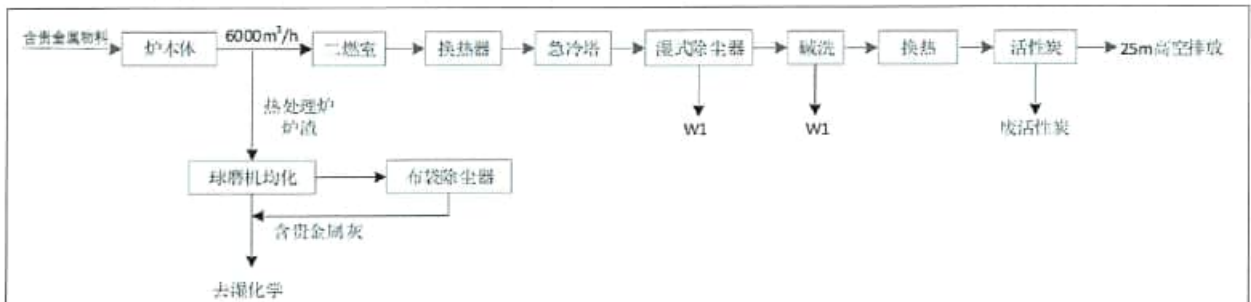 含贵金属物料
炉本体
6000m³/h
二燃室
换热器
急冷塔
湿式除尘器
碱洗
换热
活性炭
25m高空排放
热处理炉
炉渣
W1
W1
废活性炭
球磨机均化
布袋除尘器
含贵金属灰
去湿化学